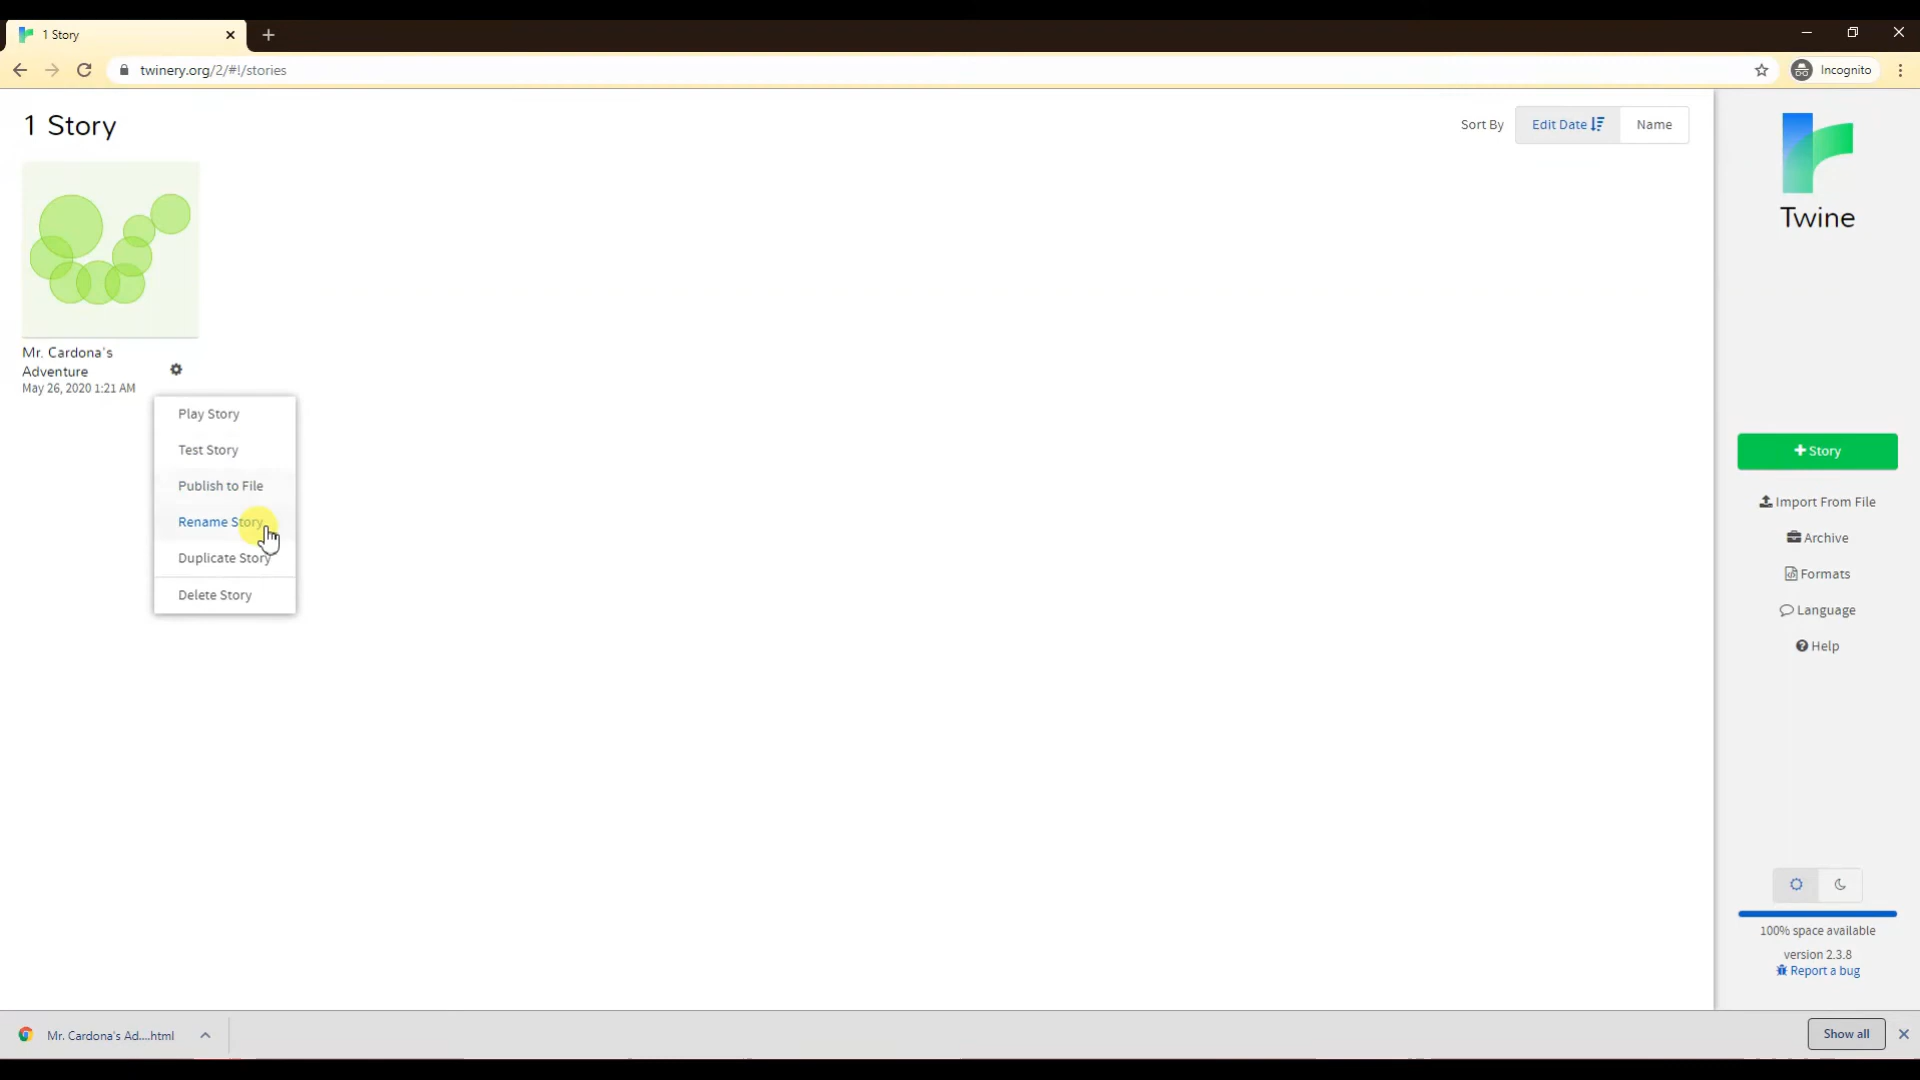 1 Story
twinery.org/2/#!/stories
Incognito
1 Story
Sort By
Edit Date
Name
Twine
Mr. Cardona's
Adventure
May 26, 2020 1:21 AM
Play Story
Test Story
Publish to File
Rename Story
Duplicate Story
Delete Story
+ Story
Import From File
Archive
Formats
Language
Help
100% space available
version 2.3.8
Report a bug
Mr. Cardona's Ad....html
Show all